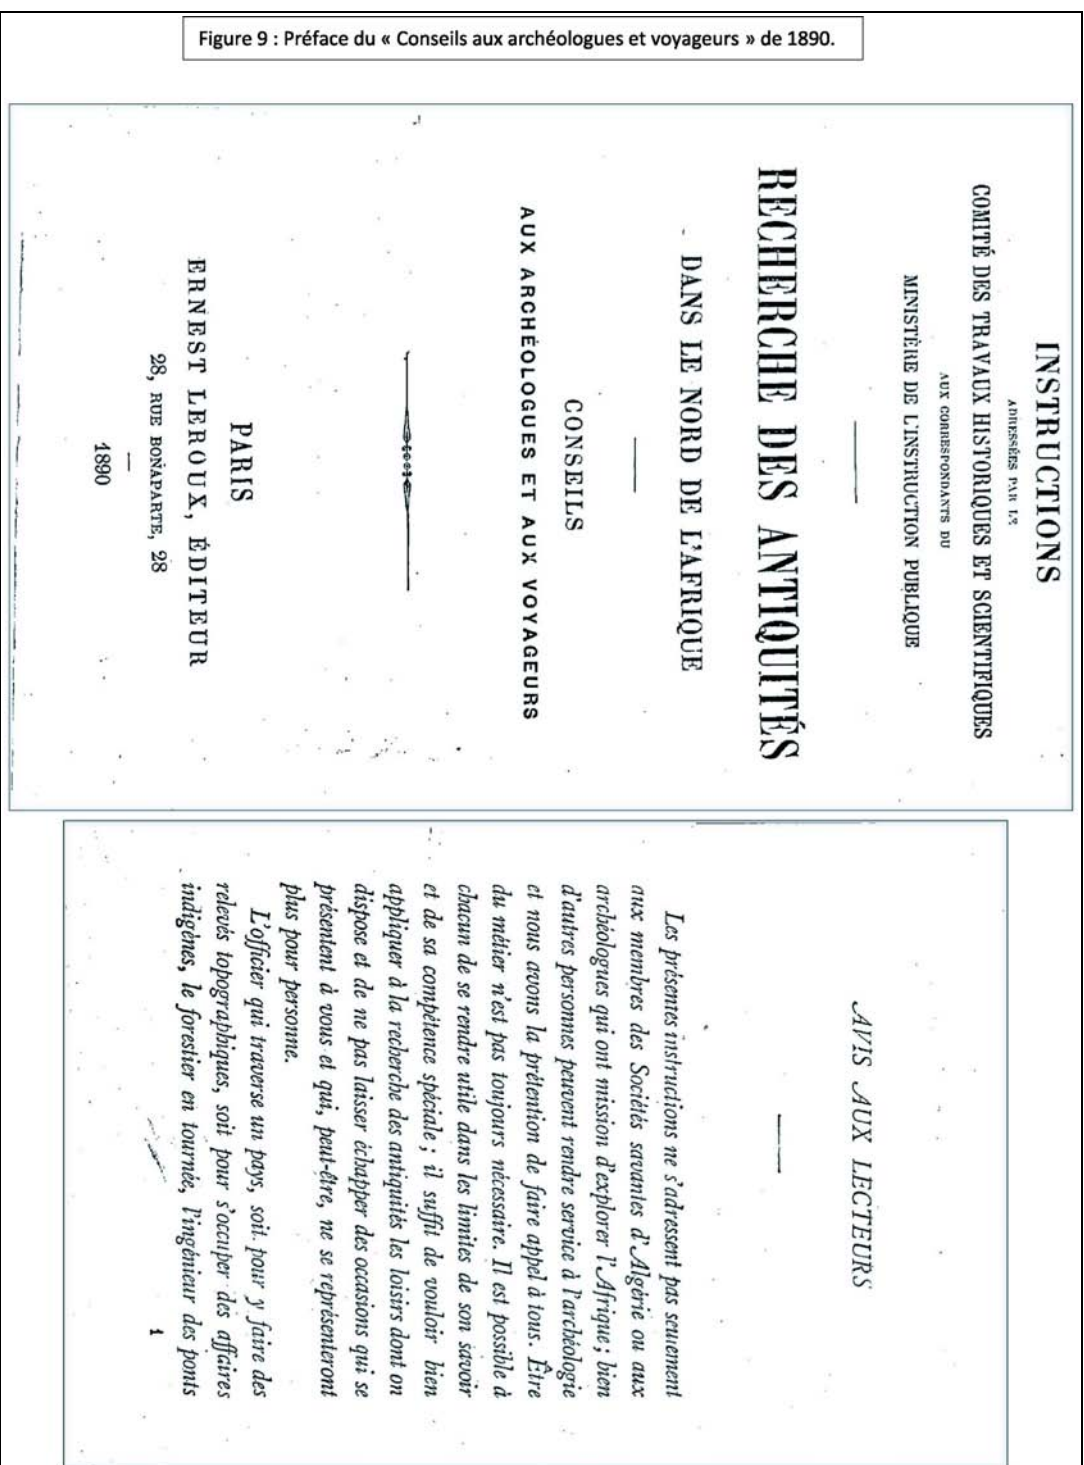 Figure 9 : Préface du « Conseils aux archéologues et voyageurs » de 1890.
INSTRUCTIONS
ADRESSÉES PAR LE
COMITÉ DES TRAVAUX HISTORIQUES ET SCIENTIFIQUES
AUX CORRESPONDANTS DU
MINISTÈRE DE L'INSTRUCTION PUBLIQUE
RECHERCHE DES ANTIQUITÉS
DANS LE NORD DE L'AFRIQUE
CONSEILS
AUX ARCHÉOLOGUES ET AUX VOYAGEURS
PARIS
ERNEST LEROUX, ÉDITEUR
28, RUE BONAPARTE, 28
1890
AVIS AUX LECTEURS
Les présentes instructions ne s'adressent pas seulement
aux membres des Sociétés savantes d'Algérie ou aux
archéologues qui ont mission d'explorer l'Afrique; bien
d'autres personnes peuvent rendre service à l'archéologie
et nous avons la prétention de faire appel à tous. Être
du métier n'est pas toujours nécessaire. Il est possible à
chacun de se rendre utile dans les limites de son savoir
et de sa compétence spéciale; il suffit de vouloir bien
appliquer à la recherche des antiquités les loisirs dont on
dispose et de ne pas laisser échapper des occasions qui se
présentent à vous et qui, peut-être, ne se représenteront
plus pour personne.
L'officier qui traverse un pays, soit pour y faire des
relevés topographiques, soit pour s'occuper des affaires
indigènes, le forestier en tournée, l'ingénieur des ponts
1